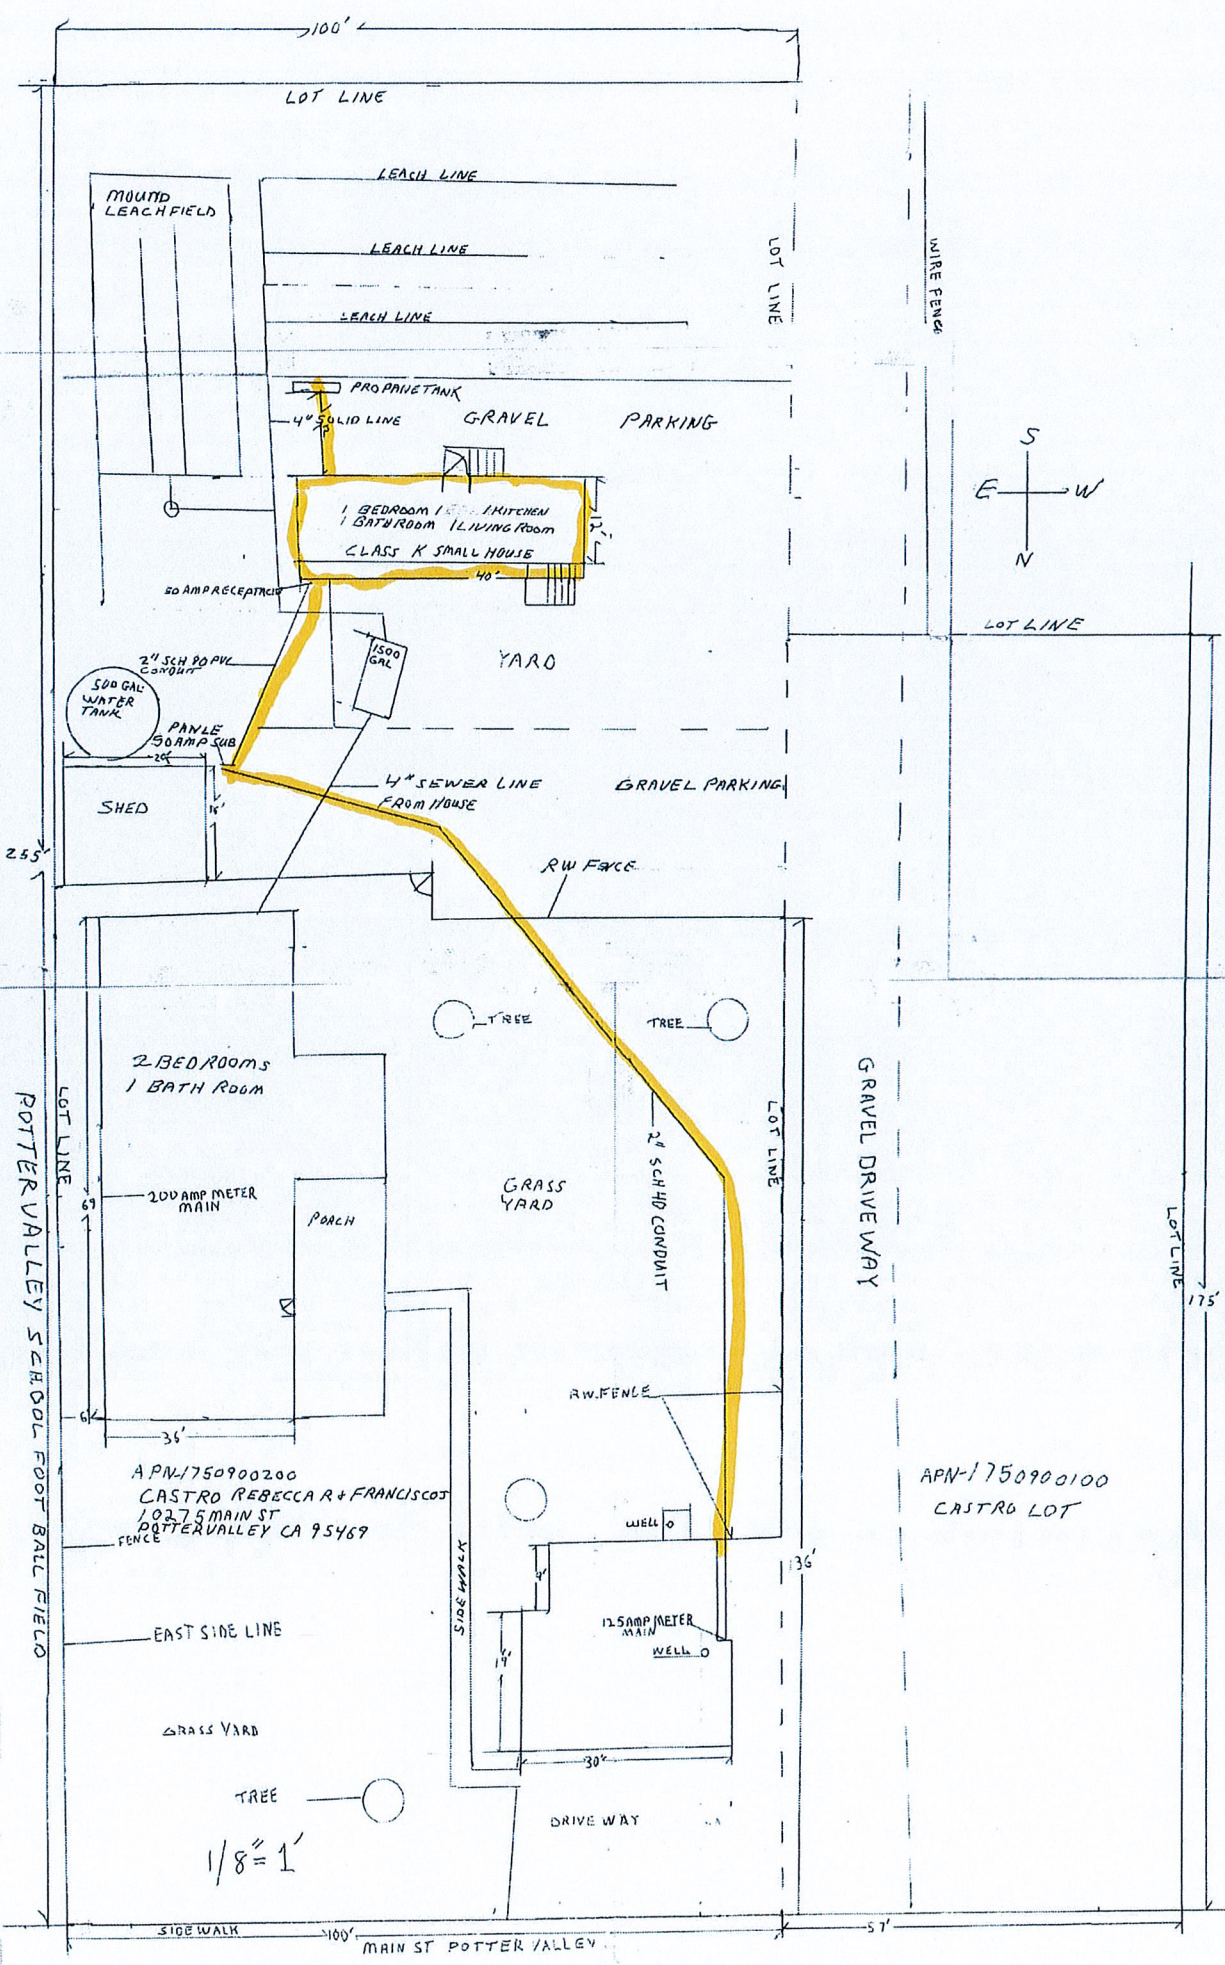 100'
LOT LINE
LEACH LINE
MOUND
LEACHFIELD
LEACH LINE
LOT LINE
WIRE FENCE
LEACH LINE
PROPANE TANK
4" SOLID LINE
GRAVEL PARKING
S
E W
N
1 BEDROOM 1 KITCHEN
1 BATHROOM 1 LIVING ROOM
12'
CLASS K SMALL HOUSE
40'
50 AMP RECEPTACLE
LOT LINE
1500
GAL
YARD
2" SCH 80 PVC
CONDUIT
500 GAL
WATER
TANK
PANLE
50 AMP SUB
20'
4" SEWER LINE
FROM HOUSE
GRAVEL PARKING
SHED
16'
255'
RW FENCE
TREE
TREE
2 BEDROOMS
1 BATH ROOM
LOT LINE
POTTER VALLEY SCHOOL FOOT BALL FIELD
LOT LINE
GRAVEL DRIVE WAY
2" SCH 40 CONDUIT
GRASS
YARD
200 AMP METER
MAIN
69
PORCH
LOT LINE
175'
RW.FENCE
6'
36'
APN-1750900200
CASTRO REBECCA R & FRANCISCO J
10275 MAIN ST
POTTERVALLEY CA 95469
FENCE
APN-1750900100
CASTRO LOT
WELL
SIDEWALK
136'
9'
125 AMP METER
MAIN
WELL
EAST SIDE LINE
19'
GRASS YARD
30'
TREE
DRIVE WAY
1/8"= 1'
SIDEWALK
100'
57'
MAIN ST POTTER VALLEY